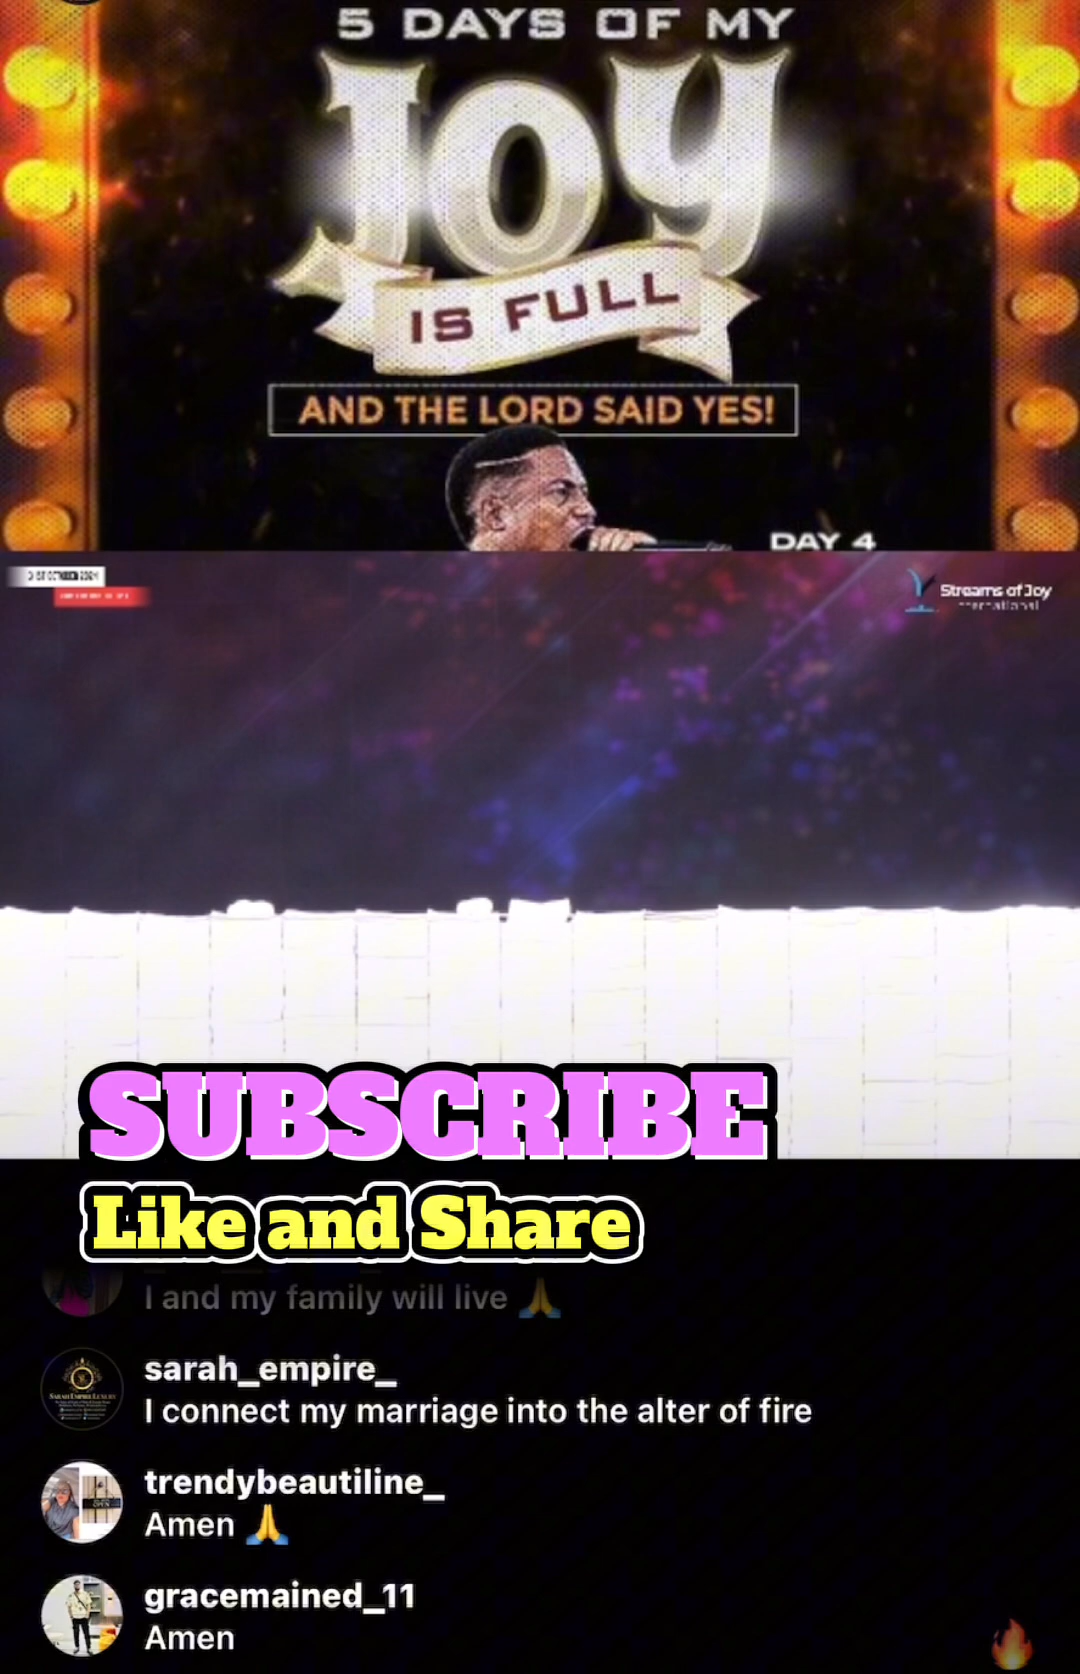 5 DAYS OF MY
JOY
IS FULL
AND THE LORD SAID YES!
DAY 4
Streams of Joy
International
SUBSCRIBE
Like and Share
I and my family will live 🙏
sarah_empire_
I connect my marriage into the alter of fire
trendybeautiline_
Amen 🙏
gracemained_11
Amen